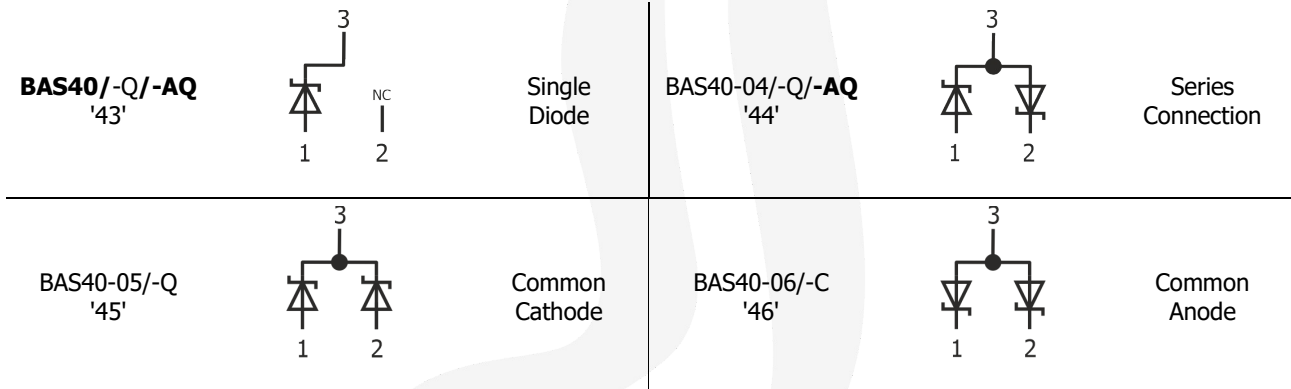 3
BAS40/-Q/-AQ
'43'
NC
1
2
Single
Diode
3
BAS40-04/-Q/-AQ
'44'
1
2
Series
Connection
3
BAS40-05/-Q
'45'
1
2
Common
Cathode
3
BAS40-06/-C
'46'
1
2
Common
Anode